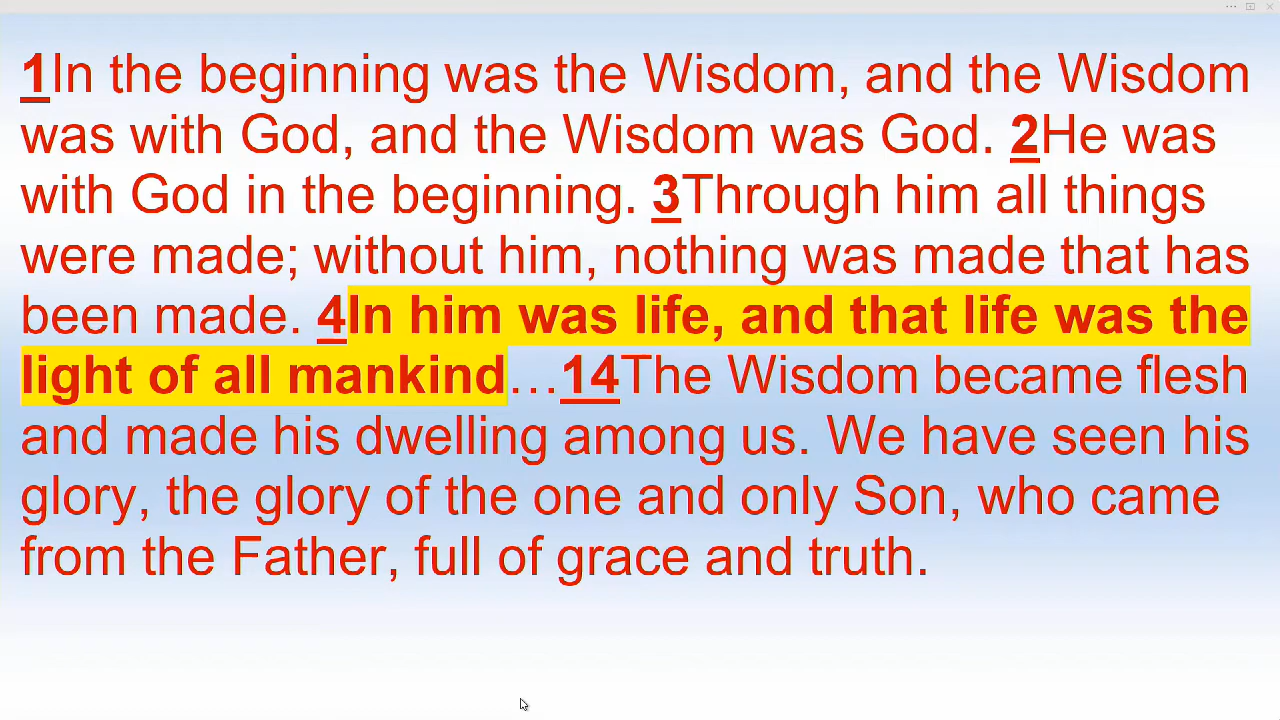 1In the beginning was the Wisdom, and the Wisdom
was with God, and the Wisdom was God. 2He was
with God in the beginning. 3Through him all things
were made; without him, nothing was made that has
been made. 4In him was life, and that life was the
light of all mankind…14The Wisdom became flesh
and made his dwelling among us. We have seen his
glory, the glory of the one and only Son, who came
from the Father, full of grace and truth.